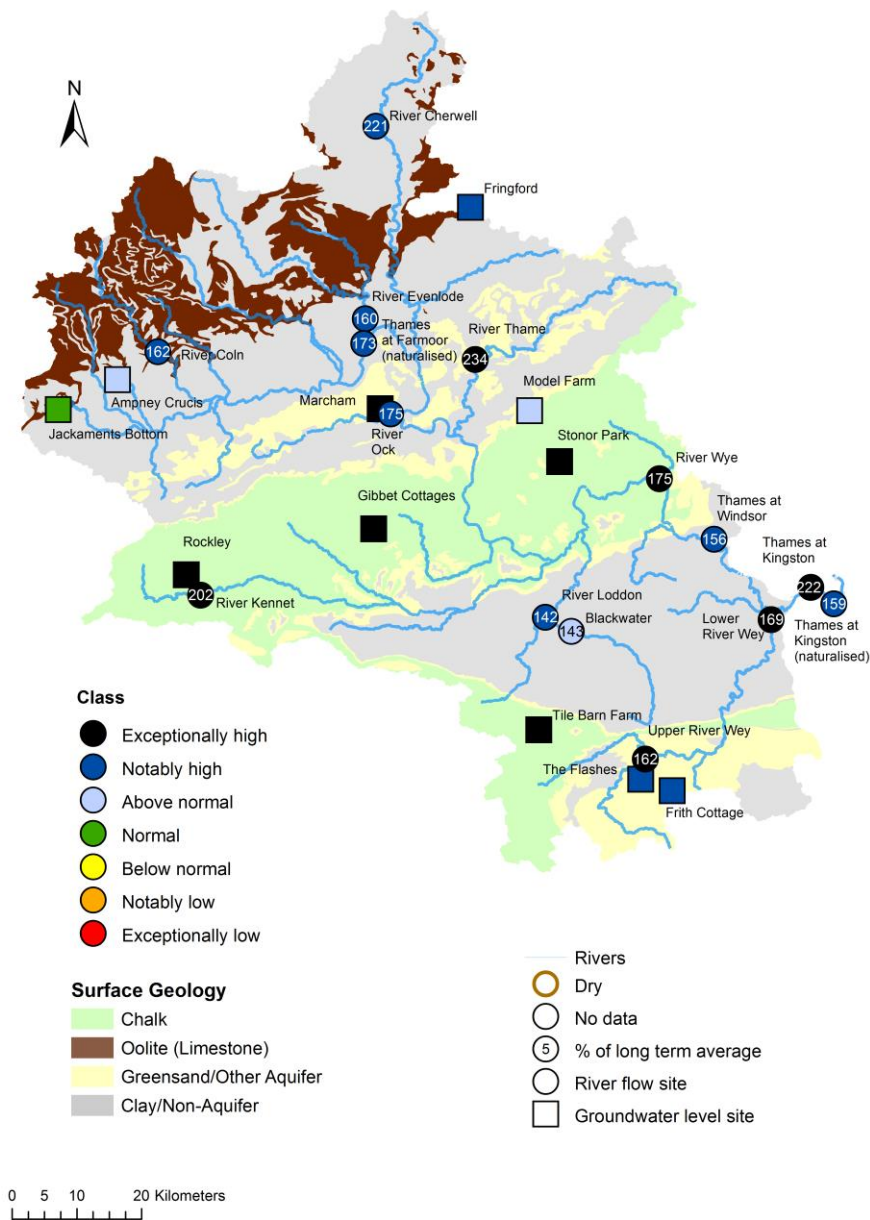 N
River Cherwell
221
Fringford
River Evenlode
160
Thames
at Farmoor
(naturalised)
173
River Thame
234
162
River Coln
Ampney Crucis
Jackaments Bottom
Marcham
175
River
Ock
Model Farm
Stonor Park
River Wye
175
Gibbet Cottages
Thames at
Windsor
156
Rockley
202
River Kennet
Thames at
Kingston
222
159
Thames at
Kingston
(naturalised)
River Loddon
142
Blackwater
143
Lower
River Wey
169
Tile Barn Farm
Upper River Wey
162
The Flashes
Frith Cottage
Class
Exceptionally high
Notably high
Above normal
Normal
Below normal
Notably low
Exceptionally low
Surface Geology
Chalk
Oolite (Limestone)
Greensand/Other Aquifer
Clay/Non-Aquifer
Rivers
Dry
No data
5 % of long term average
River flow site
Groundwater level site
0 5 10 20 Kilometers